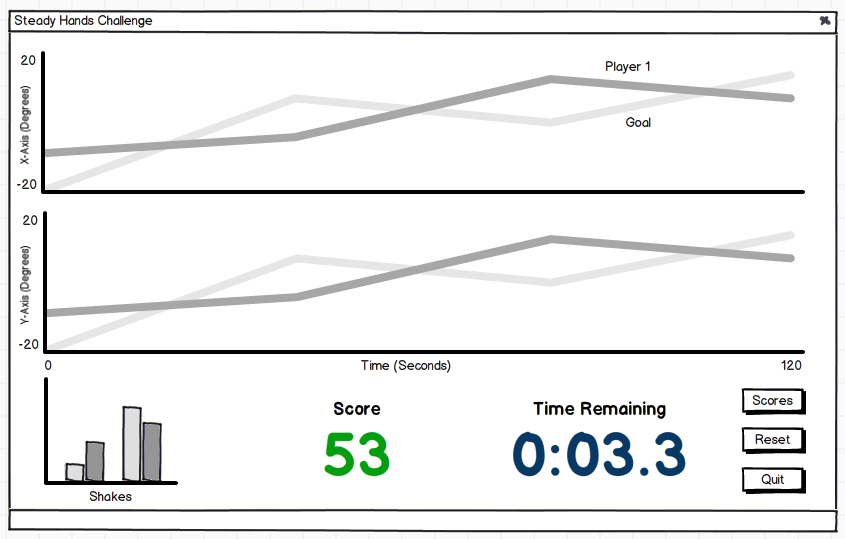 Steady Hands Challenge
20
X-Axis (Degrees)
-20
Player 1
Goal
20
Y-Axis (Degrees)
-20
0
Time (Seconds)
120
Shakes
Score
53
Time Remaining
0:03.3
Scores
Reset
Quit